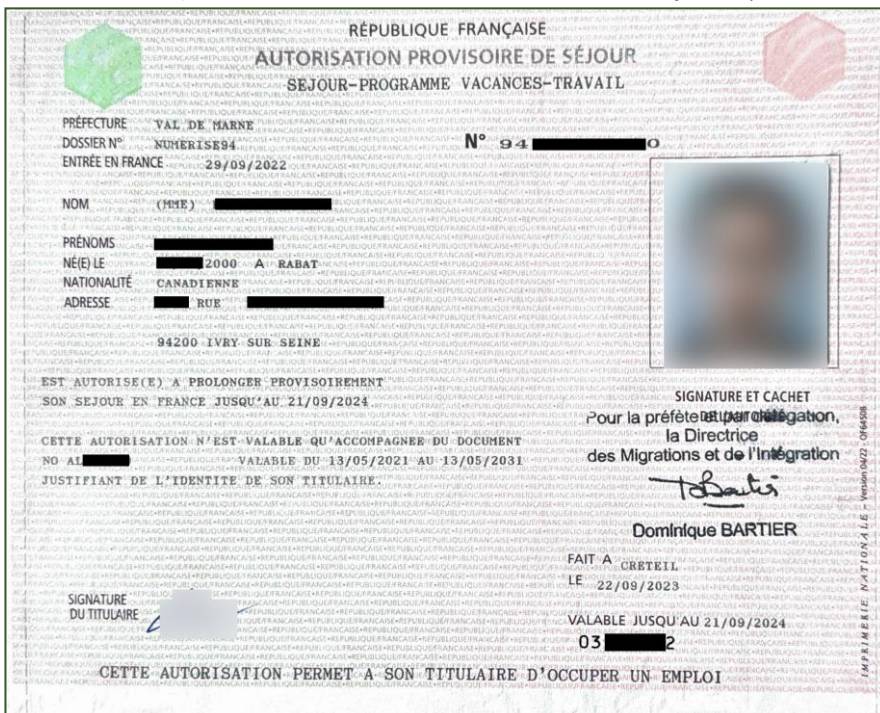 RÉPUBLIQUE FRANÇAISE
AUTORISATION PROVISOIRE DE SÉJOUR
SEJOUR-PROGRAMME VACANCES-TRAVAIL
PRÉFECTURE VAL DE MARNE
DOSSIER N° NUMERISE94
N° 94 0
ENTRÉE EN FRANCE 29/09/2022
NOM (MME)
PRÉNOMS
NÉ(E) LE 2000 A RABAT
NATIONALITÉ CANADIENNE
ADRESSE RUE
94200 IVRY SUR SEINE
EST AUTORISE(E) A PROLONGER PROVISOIREMENT
SON SEJOUR EN FRANCE JUSQU'AU 21/09/2024
CETTE AUTORISATION N'EST VALABLE QU'ACCOMPAGNEE DU DOCUMENT
NO AL VALABLE DU 13/05/2021 AU 13/05/2031
JUSTIFIANT DE L'IDENTITE DE SON TITULAIRE.
SIGNATURE ET CACHET
Pour la préfète et par délégation,
la Directrice
des Migrations et de l'Intégration
Dominique BARTIER
FAIT A CRETEIL
LE 22/09/2023
SIGNATURE
DU TITULAIRE
VALABLE JUSQU'AU 21/09/2024
03 2
CETTE AUTORISATION PERMET A SON TITULAIRE D'OCCUPER UN EMPLOI
IMPRIMERIE NATIONALE – Version 04/22 - OF64508